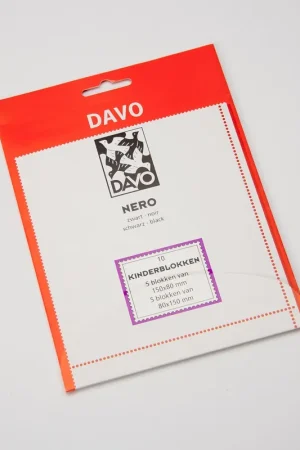 DAVO
DAVO
NERO
zwart - noir
schwarz - black
10
KINDERBLOKKEN
5 blokken van
150x80 mm
5 blokken van
80x150 mm